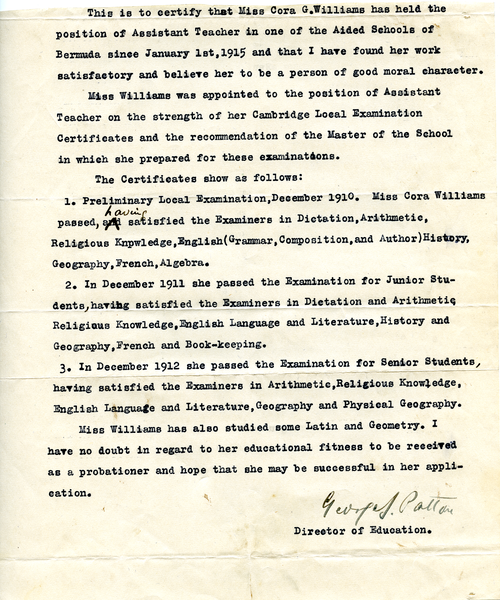 This is to certify that Miss Cora G.Williams has held the
position of Assistant Teacher in one of the Aided Schools of
Bermuda since January 1st,1915 and that I have found her work
satisfactory and believe her to be a person of good moral character.
Miss Williams was appointed to the position of Assistant
Teacher on the strength of her Cambridge Local Examination
Certificates and the recommendation of the Master of the School
in which she prepared for these examinations.
The Certificates show as follows:
1. Preliminary Local Examination,December 1910. Miss Cora Williams
having
passed, and satisfied the Examiners in Dictation,Arithmetic,
Religious Knpwledge,English(Grammar,Composition,and Author)History,
Geography,French,Algebra.
2. In December 1911 she passed the Examination for Junior Stu-
dents,having satisfied the Examiners in Dictation and Arithmetic,
Religious Knowledge,English Language and Literature,History and
Geography,French and Book-keeping.
3. In December 1912 she passed the Examination for Senior Students,
having satisfied the Examiners in Arithmetic,Religious Knowledge,
English Language and Literature,Geography and Physical Geography.
Miss Williams has also studied some Latin and Geometry. I
have no doubt in regard to her educational fitness to be received
as a probationer and hope that she may be successful in her appli-
cation.
George S. Patton
Director of Education.